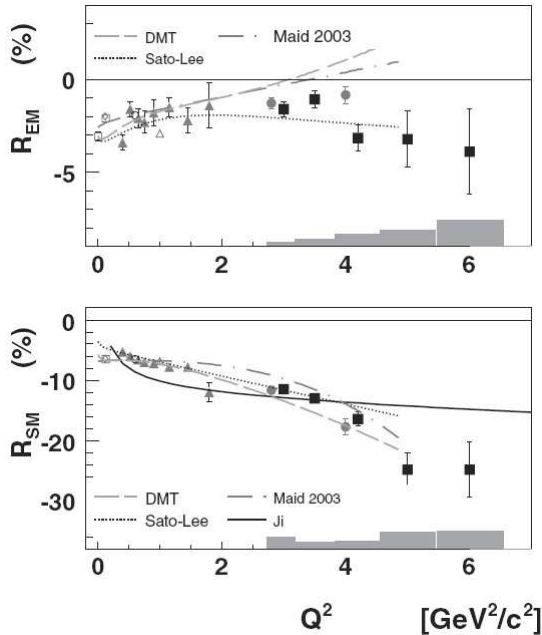 R_EM (%)
DMT
Maid 2003
Sato-Lee
0
-5
0
2
4
6
R_SM (%)
0
-10
-20
-30
DMT
Maid 2003
Sato-Lee
Ji
0
2
4
6
Q² [GeV²/c²]